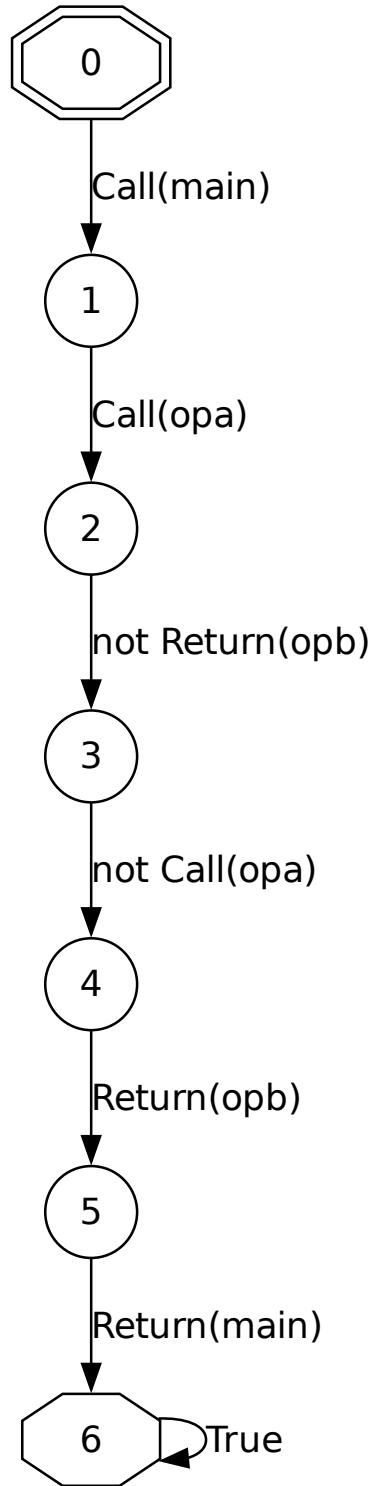 0
Call(main)
1
Call(opa)
2
not Return(opb)
3
not Call(opa)
4
Return(opb)
5
Return(main)
6
True